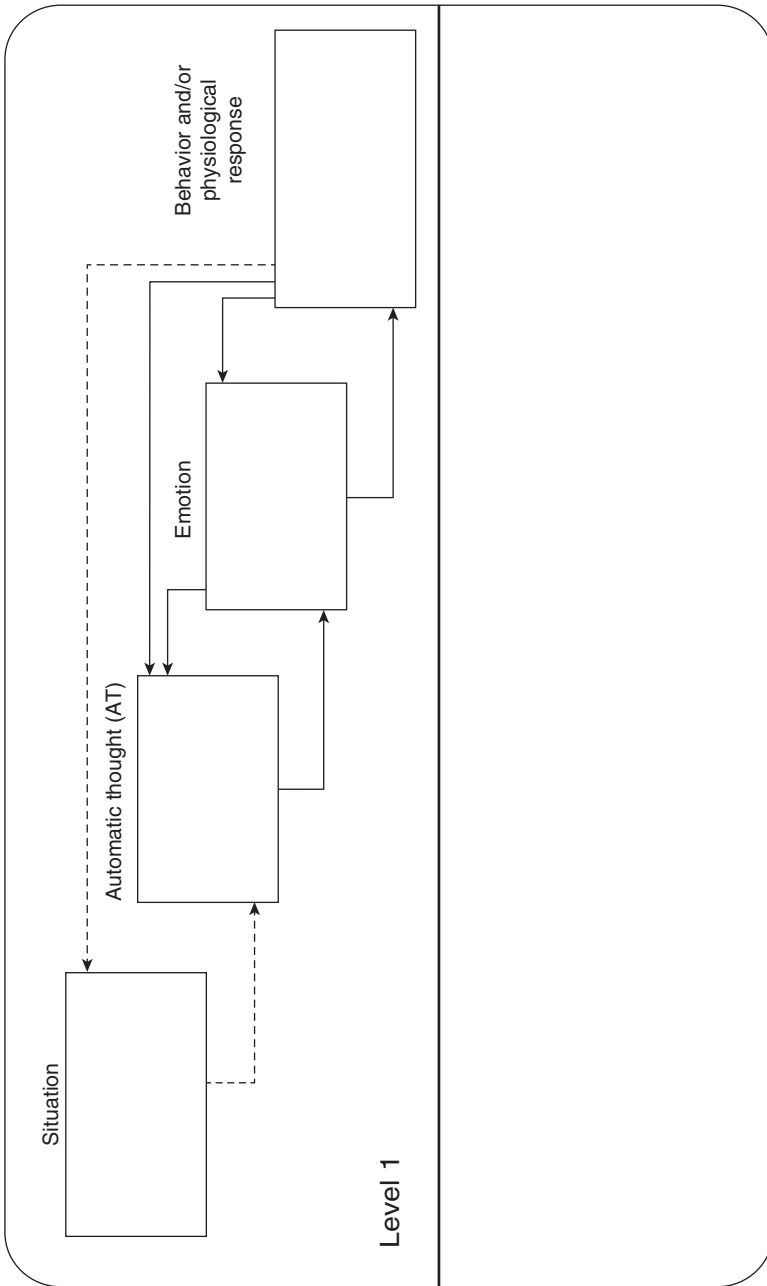 Situation
Automatic thought (AT)
Emotion
Behavior and/or
physiological
response
Level 1